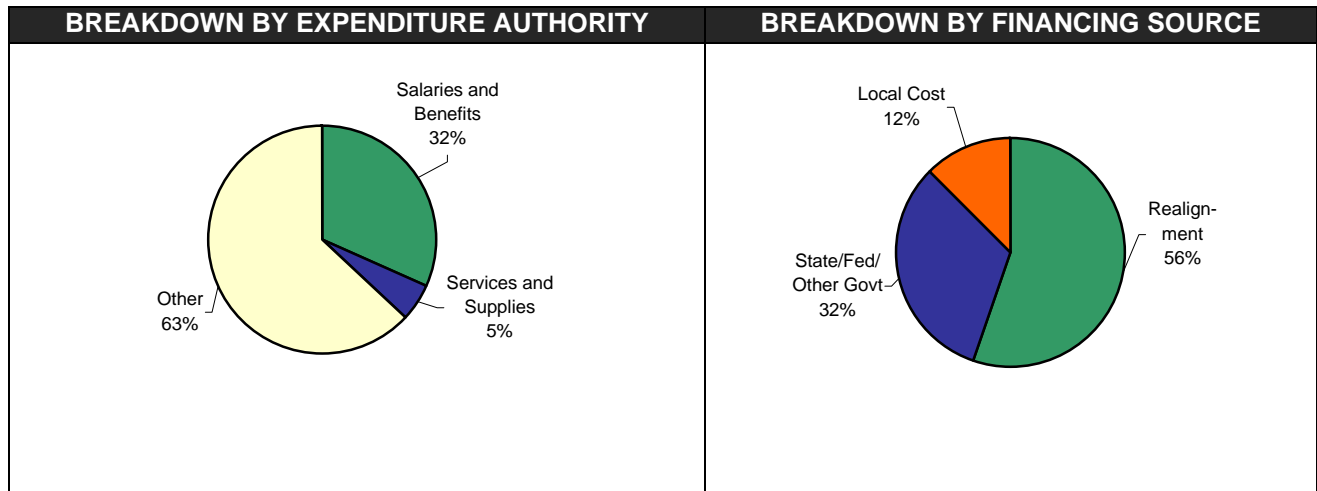 BREAKDOWN BY EXPENDITURE AUTHORITY
Salaries and
Benefits
32%
Services and
Supplies
5%
Other
63%
BREAKDOWN BY FINANCING SOURCE
Local Cost
12%
Realign-
ment
56%
State/Fed/
Other Govt
32%